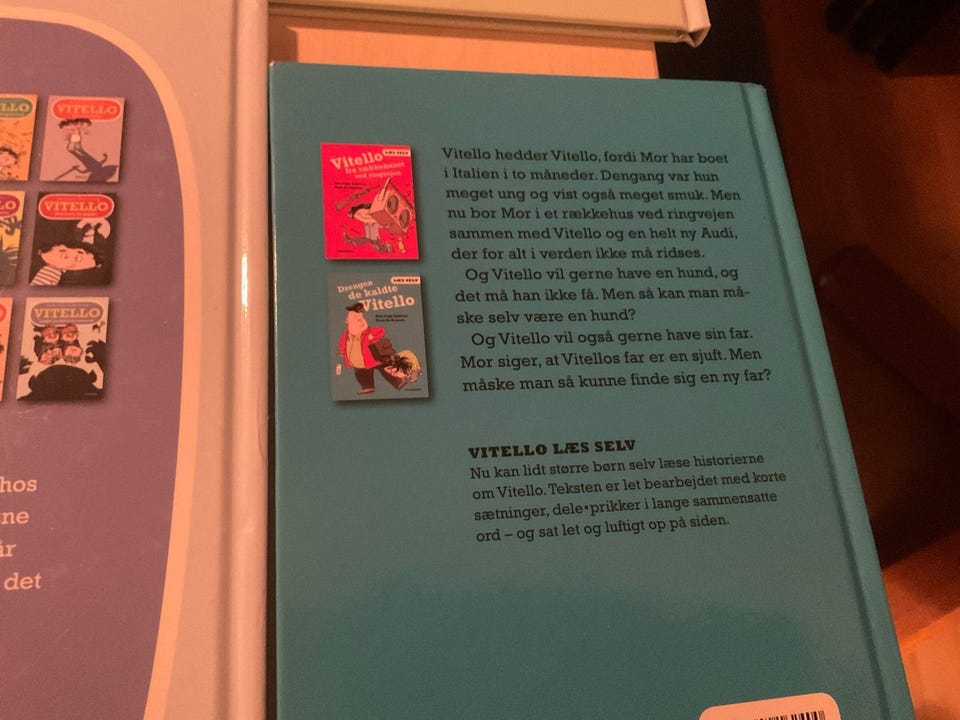 LLO
VITELLO
LLO
VITELLO
VITELLO
hos
ne
år
det
LÆS SELV
Vitello
fra rækkehuset
ved ringvejen
LÆS SELV
Drengen
de kaldte
Vitello
Vitello hedder Vitello, fordi Mor har boet
i Italien i to måneder. Dengang var hun
meget ung og vist også meget smuk. Men
nu bor Mor i et rækkehus ved ringvejen
sammen med Vitello og en helt ny Audi,
der for alt i verden ikke må ridses.
Og Vitello vil gerne have en hund, og
det må han ikke få. Men så kan man må-
ske selv være en hund?
Og Vitello vil også gerne have sin far.
Mor siger, at Vitellos far er en sjuft. Men
måske man så kunne finde sig en ny far?
VITELLO LÆS SELV
Nu kan lidt større børn selv læse historierne
om Vitello. Teksten er let bearbejdet med korte
sætninger, dele•prikker i lange sammensatte
ord – og sat let og luftigt op på siden.